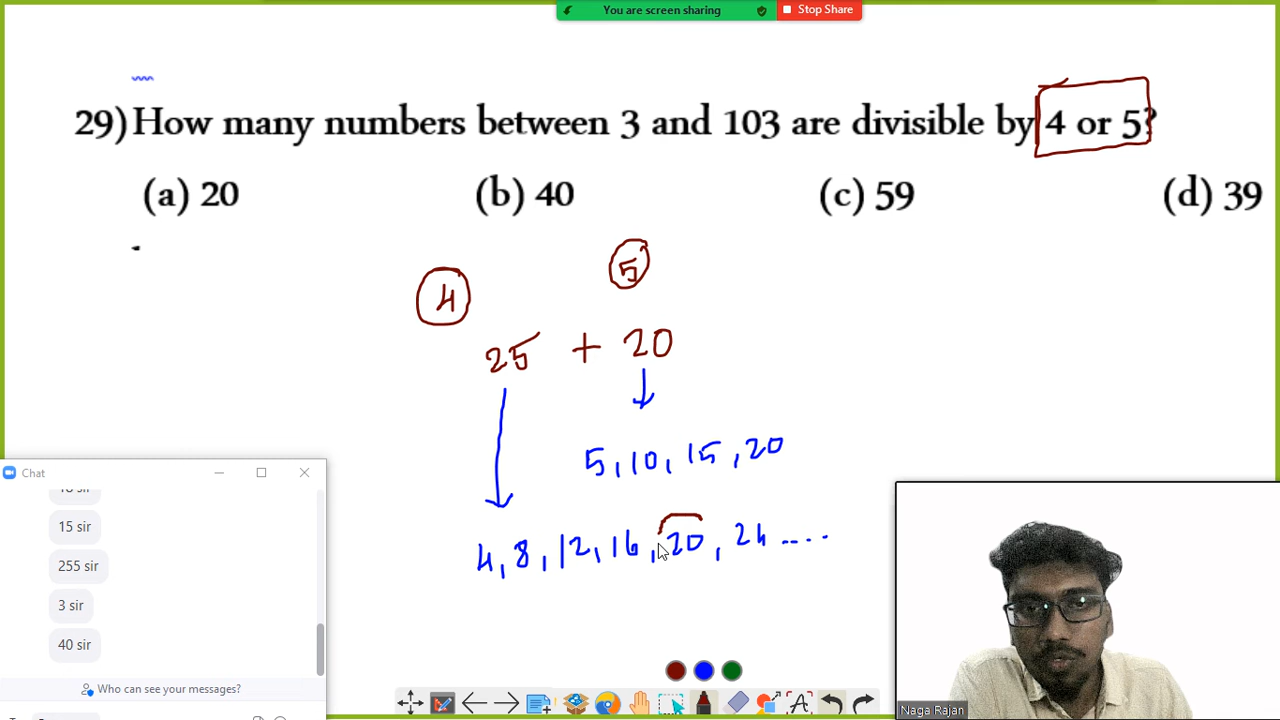 You are screen sharing
Stop Share
29) How many numbers between 3 and 103 are divisible by 4 or 5?
(a) 20 (b) 40 (c) 59 (d) 39
5
4
25 + 20
5, 10, 15, 20
4, 8, 12, 16, 20, 24 ....
Chat
15 sir
255 sir
3 sir
40 sir
Who can see your messages?
Naga Rajan